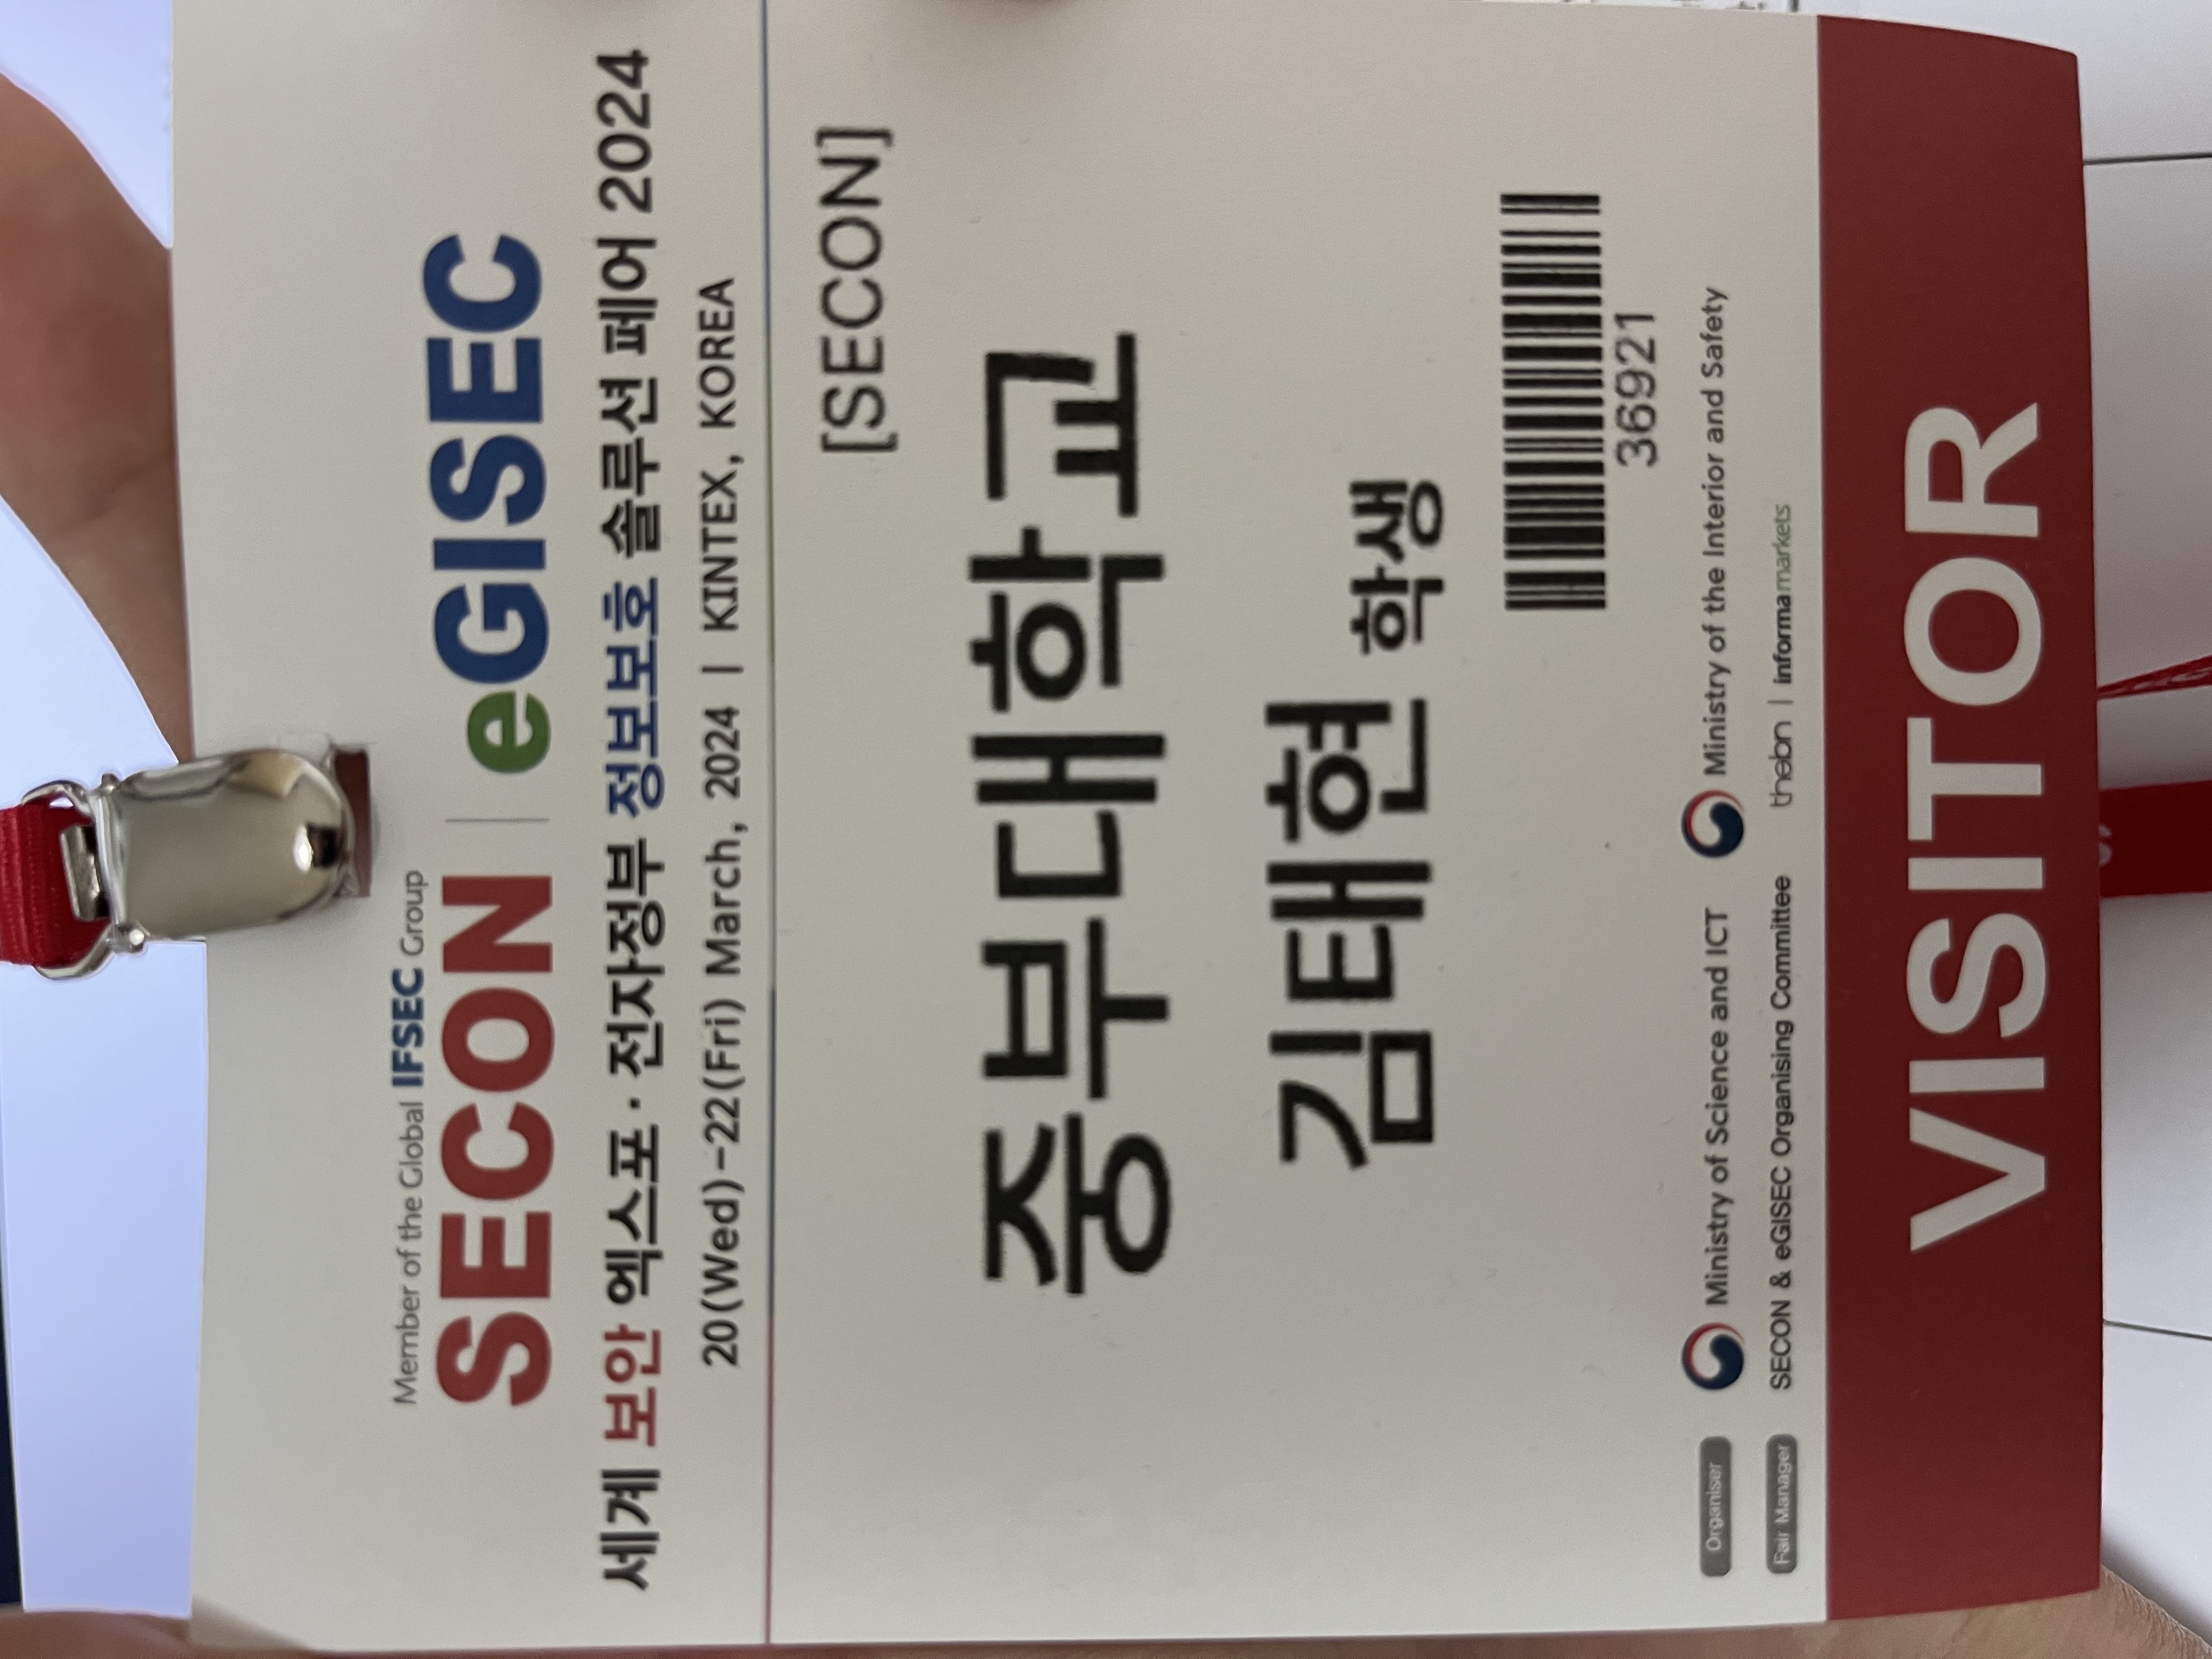 Member of the Global IFSEC Group
SECON | eGISEC
세계 보안 엑스포 · 전자정부 정보보호 솔루션 페어 2024
20(Wed)-22(Fri) March, 2024 | KINTEX, KOREA
[SECON]
중부대학교
김태현 학생
36921
Organiser Ministry of Science and ICT Ministry of the Interior and Safety
Fair Manager SECON & eGISEC Organising Committee thebn | informa markets
VISITOR